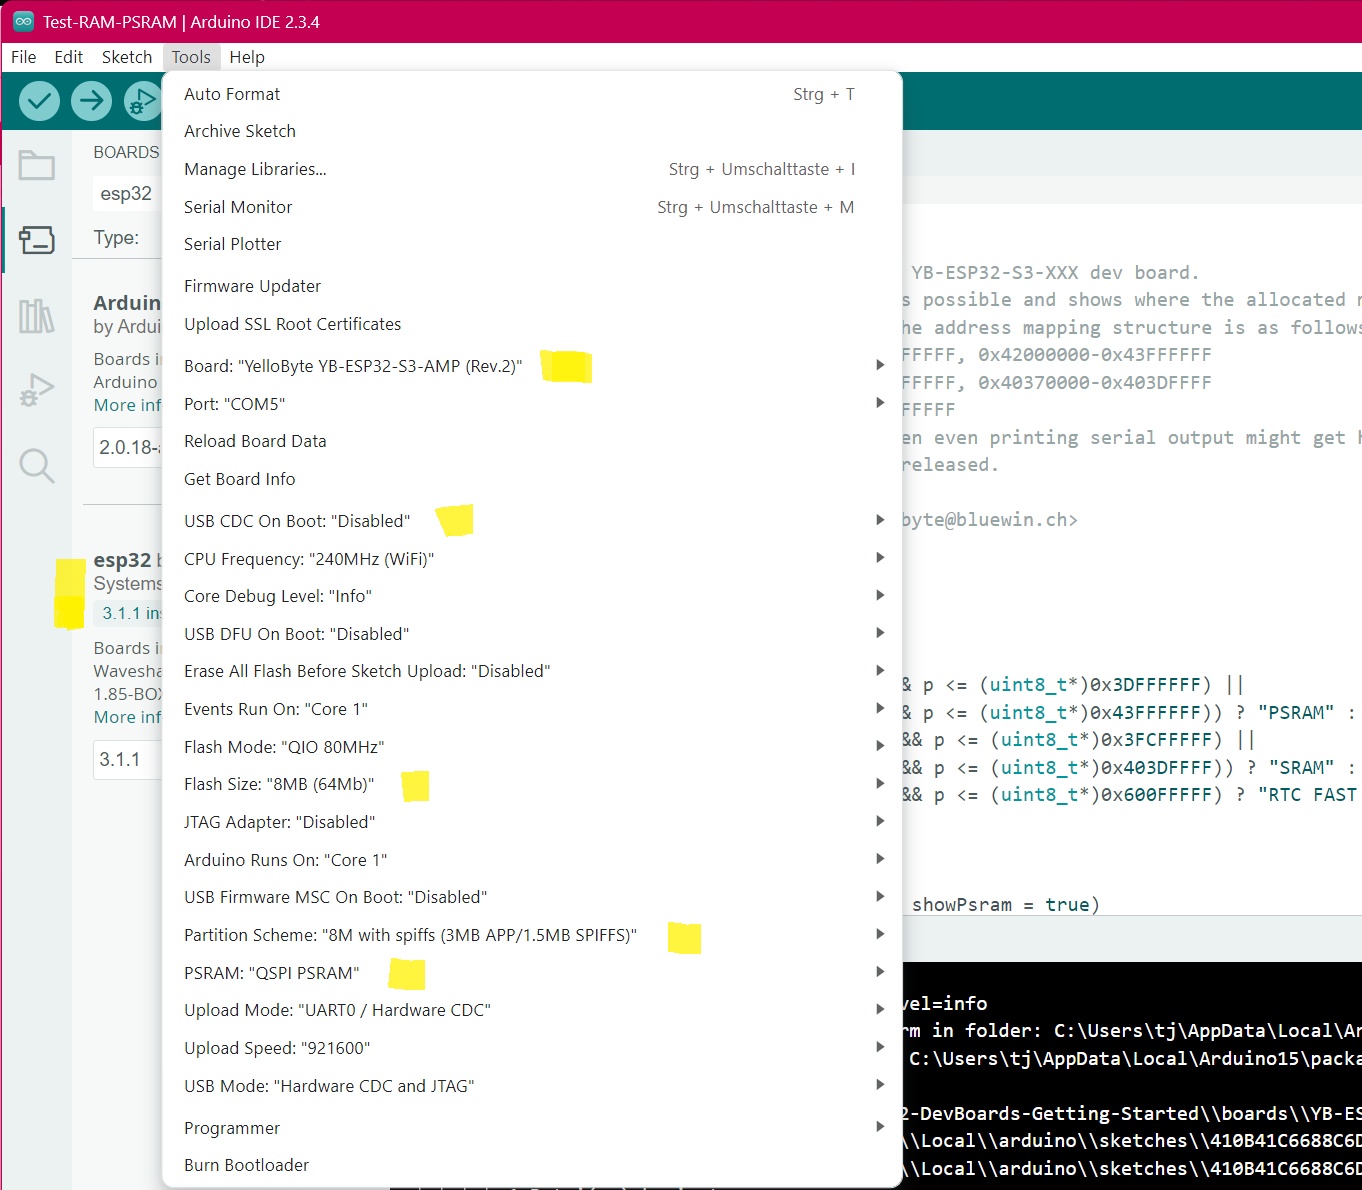 Test-RAM-PSRAM | Arduino IDE 2.3.4
File Edit Sketch Tools Help
BOARDS
esp32
Type:
Arduin
by Ardui
Boards i
Arduino
More inf
2.0.18-a
esp32
Systems
3.1.1 ins
Boards i
Wavesha
1.85-BOX
More inf
3.1.1
Auto Format Strg + T
Archive Sketch
Manage Libraries... Strg + Umschalttaste + I
Serial Monitor Strg + Umschalttaste + M
Serial Plotter
Firmware Updater
Upload SSL Root Certificates
Board: "YelloByte YB-ESP32-S3-AMP (Rev.2)"
Port: "COM5"
Reload Board Data
Get Board Info
USB CDC On Boot: "Disabled"
CPU Frequency: "240MHz (WiFi)"
Core Debug Level: "Info"
USB DFU On Boot: "Disabled"
Erase All Flash Before Sketch Upload: "Disabled"
Events Run On: "Core 1"
Flash Mode: "QIO 80MHz"
Flash Size: "8MB (64Mb)"
JTAG Adapter: "Disabled"
Arduino Runs On: "Core 1"
USB Firmware MSC On Boot: "Disabled"
Partition Scheme: "8M with spiffs (3MB APP/1.5MB SPIFFS)"
PSRAM: "QSPI PSRAM"
Upload Mode: "UART0 / Hardware CDC"
Upload Speed: "921600"
USB Mode: "Hardware CDC and JTAG"
Programmer
Burn Bootloader
YB-ESP32-S3-XXX dev board.
s possible and shows where the allocated
he address mapping structure is as follows
FFFFFF, 0x42000000-0x43FFFFFF
FFFFFF, 0x40370000-0x403DFFFF
FFFFF
en even printing serial output might get
released.
byte@bluewin.ch>
& p <= (uint8_t*)0x3DFFFFFF) ||
& p <= (uint8_t*)0x43FFFFFF)) ? "PSRAM" :
&& p <= (uint8_t*)0x3FCFFFFF) ||
&& p <= (uint8_t*)0x403DFFFF)) ? "SRAM" :
&& p <= (uint8_t*)0x600FFFFF) ? "RTC FAST
showPsram = true)
vel=info
rm in folder: C:\Users\tj\AppData\Local\Ar
C:\Users\tj\AppData\Local\Arduino15\packa
2-DevBoards-Getting-Started\\boards\\YB-ES
\\Local\\arduino\\sketches\\410B41C6688C6D
\\Local\\arduino\\sketches\\410B41C6688C6D